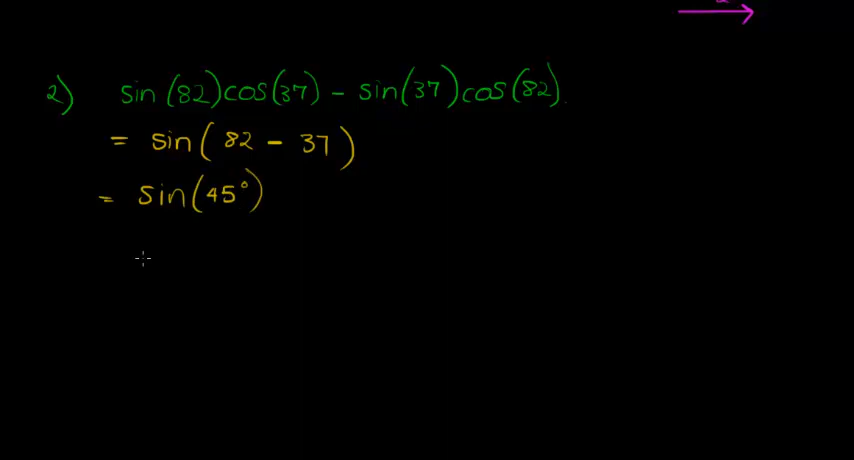 2) sin(82)cos(37) - sin(37)cos(82).
= sin(82 - 37)
= sin(45°)